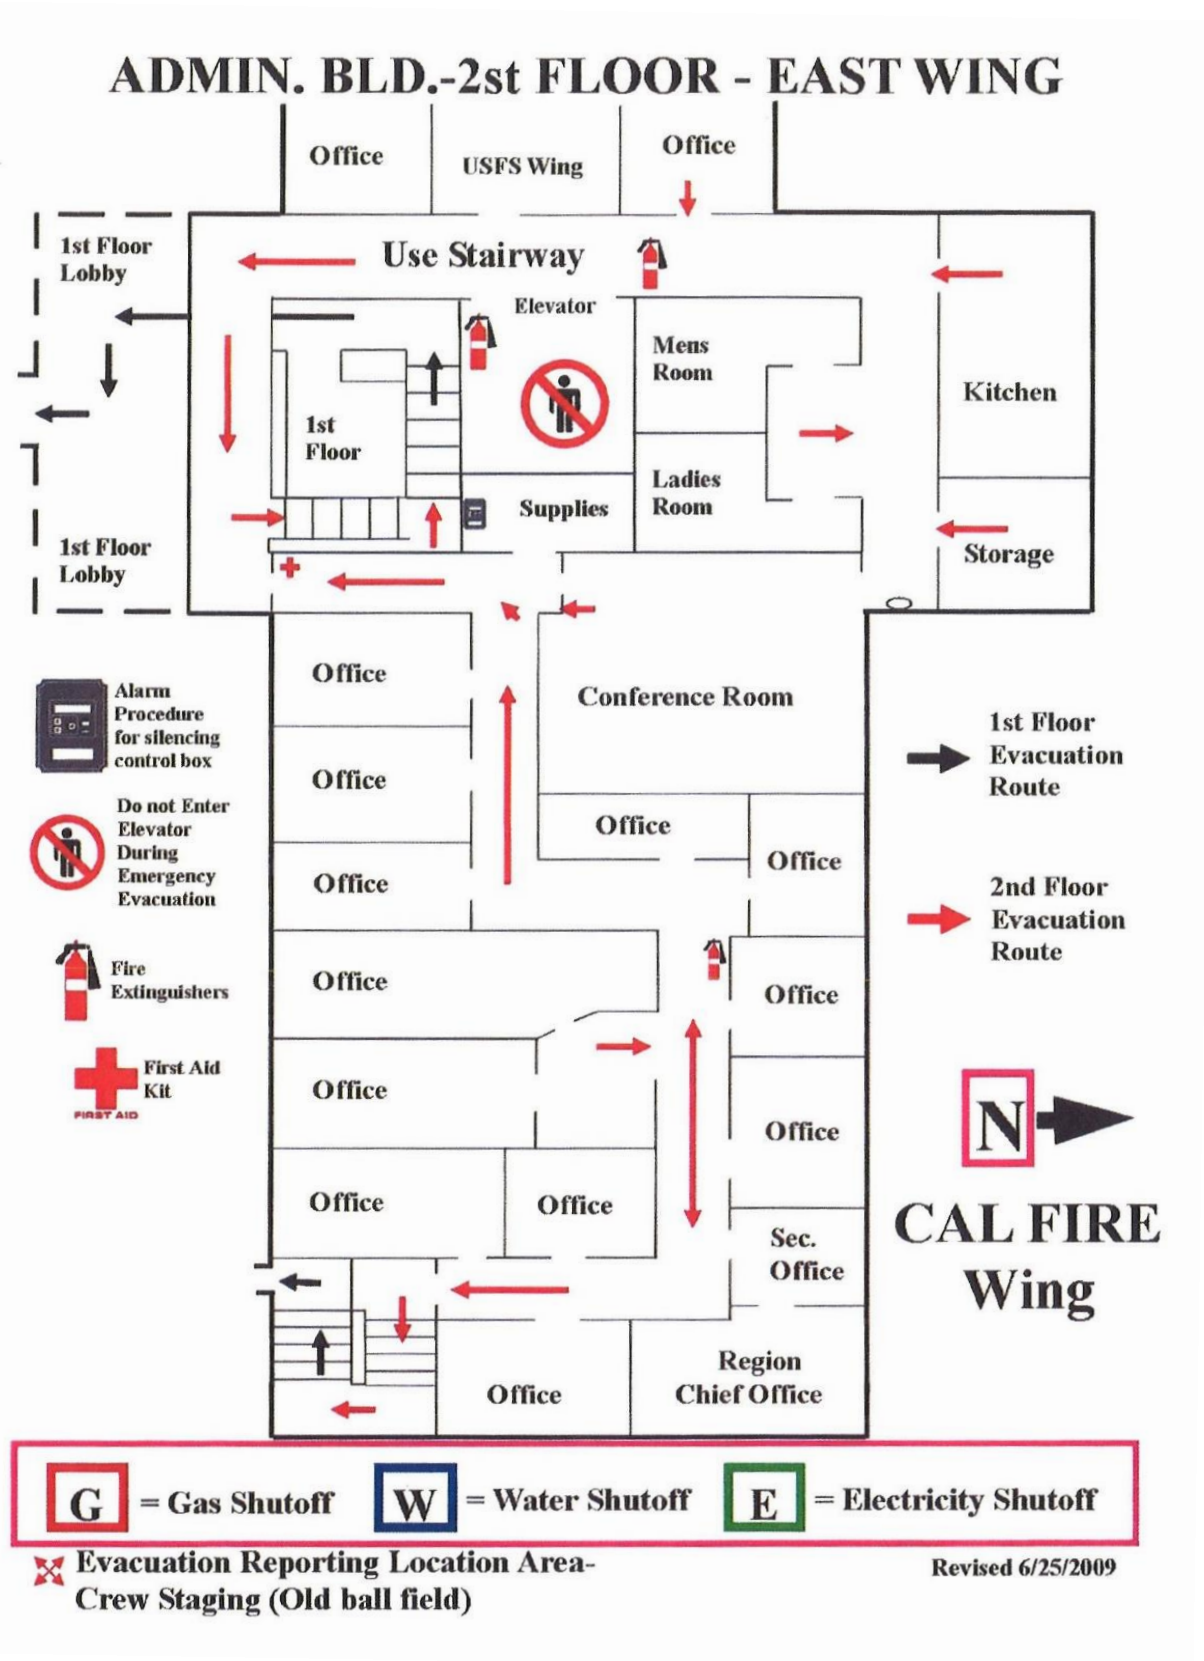 ADMIN. BLD.-2st FLOOR - EAST WING
Office
USFS Wing
Office
1st Floor
Lobby
Use Stairway
Elevator
Mens
Room
Kitchen
1st
Floor
Ladies
Room
Supplies
Storage
1st Floor
Lobby
Office
Conference Room
Alarm
Procedure
for silencing
control box
1st Floor
Evacuation
Route
Office
Do not Enter
Elevator
During
Emergency
Evacuation
Office
Office
Office
2nd Floor
Evacuation
Route
Fire
Extinguishers
Office
Office
First Aid
Kit
FIRST AID
Office
Office
N
Office
Office
CAL FIRE
Wing
Sec.
Office
Region
Chief Office
Office
G = Gas Shutoff
W = Water Shutoff
E = Electricity Shutoff
Evacuation Reporting Location Area-
Crew Staging (Old ball field)
Revised 6/25/2009